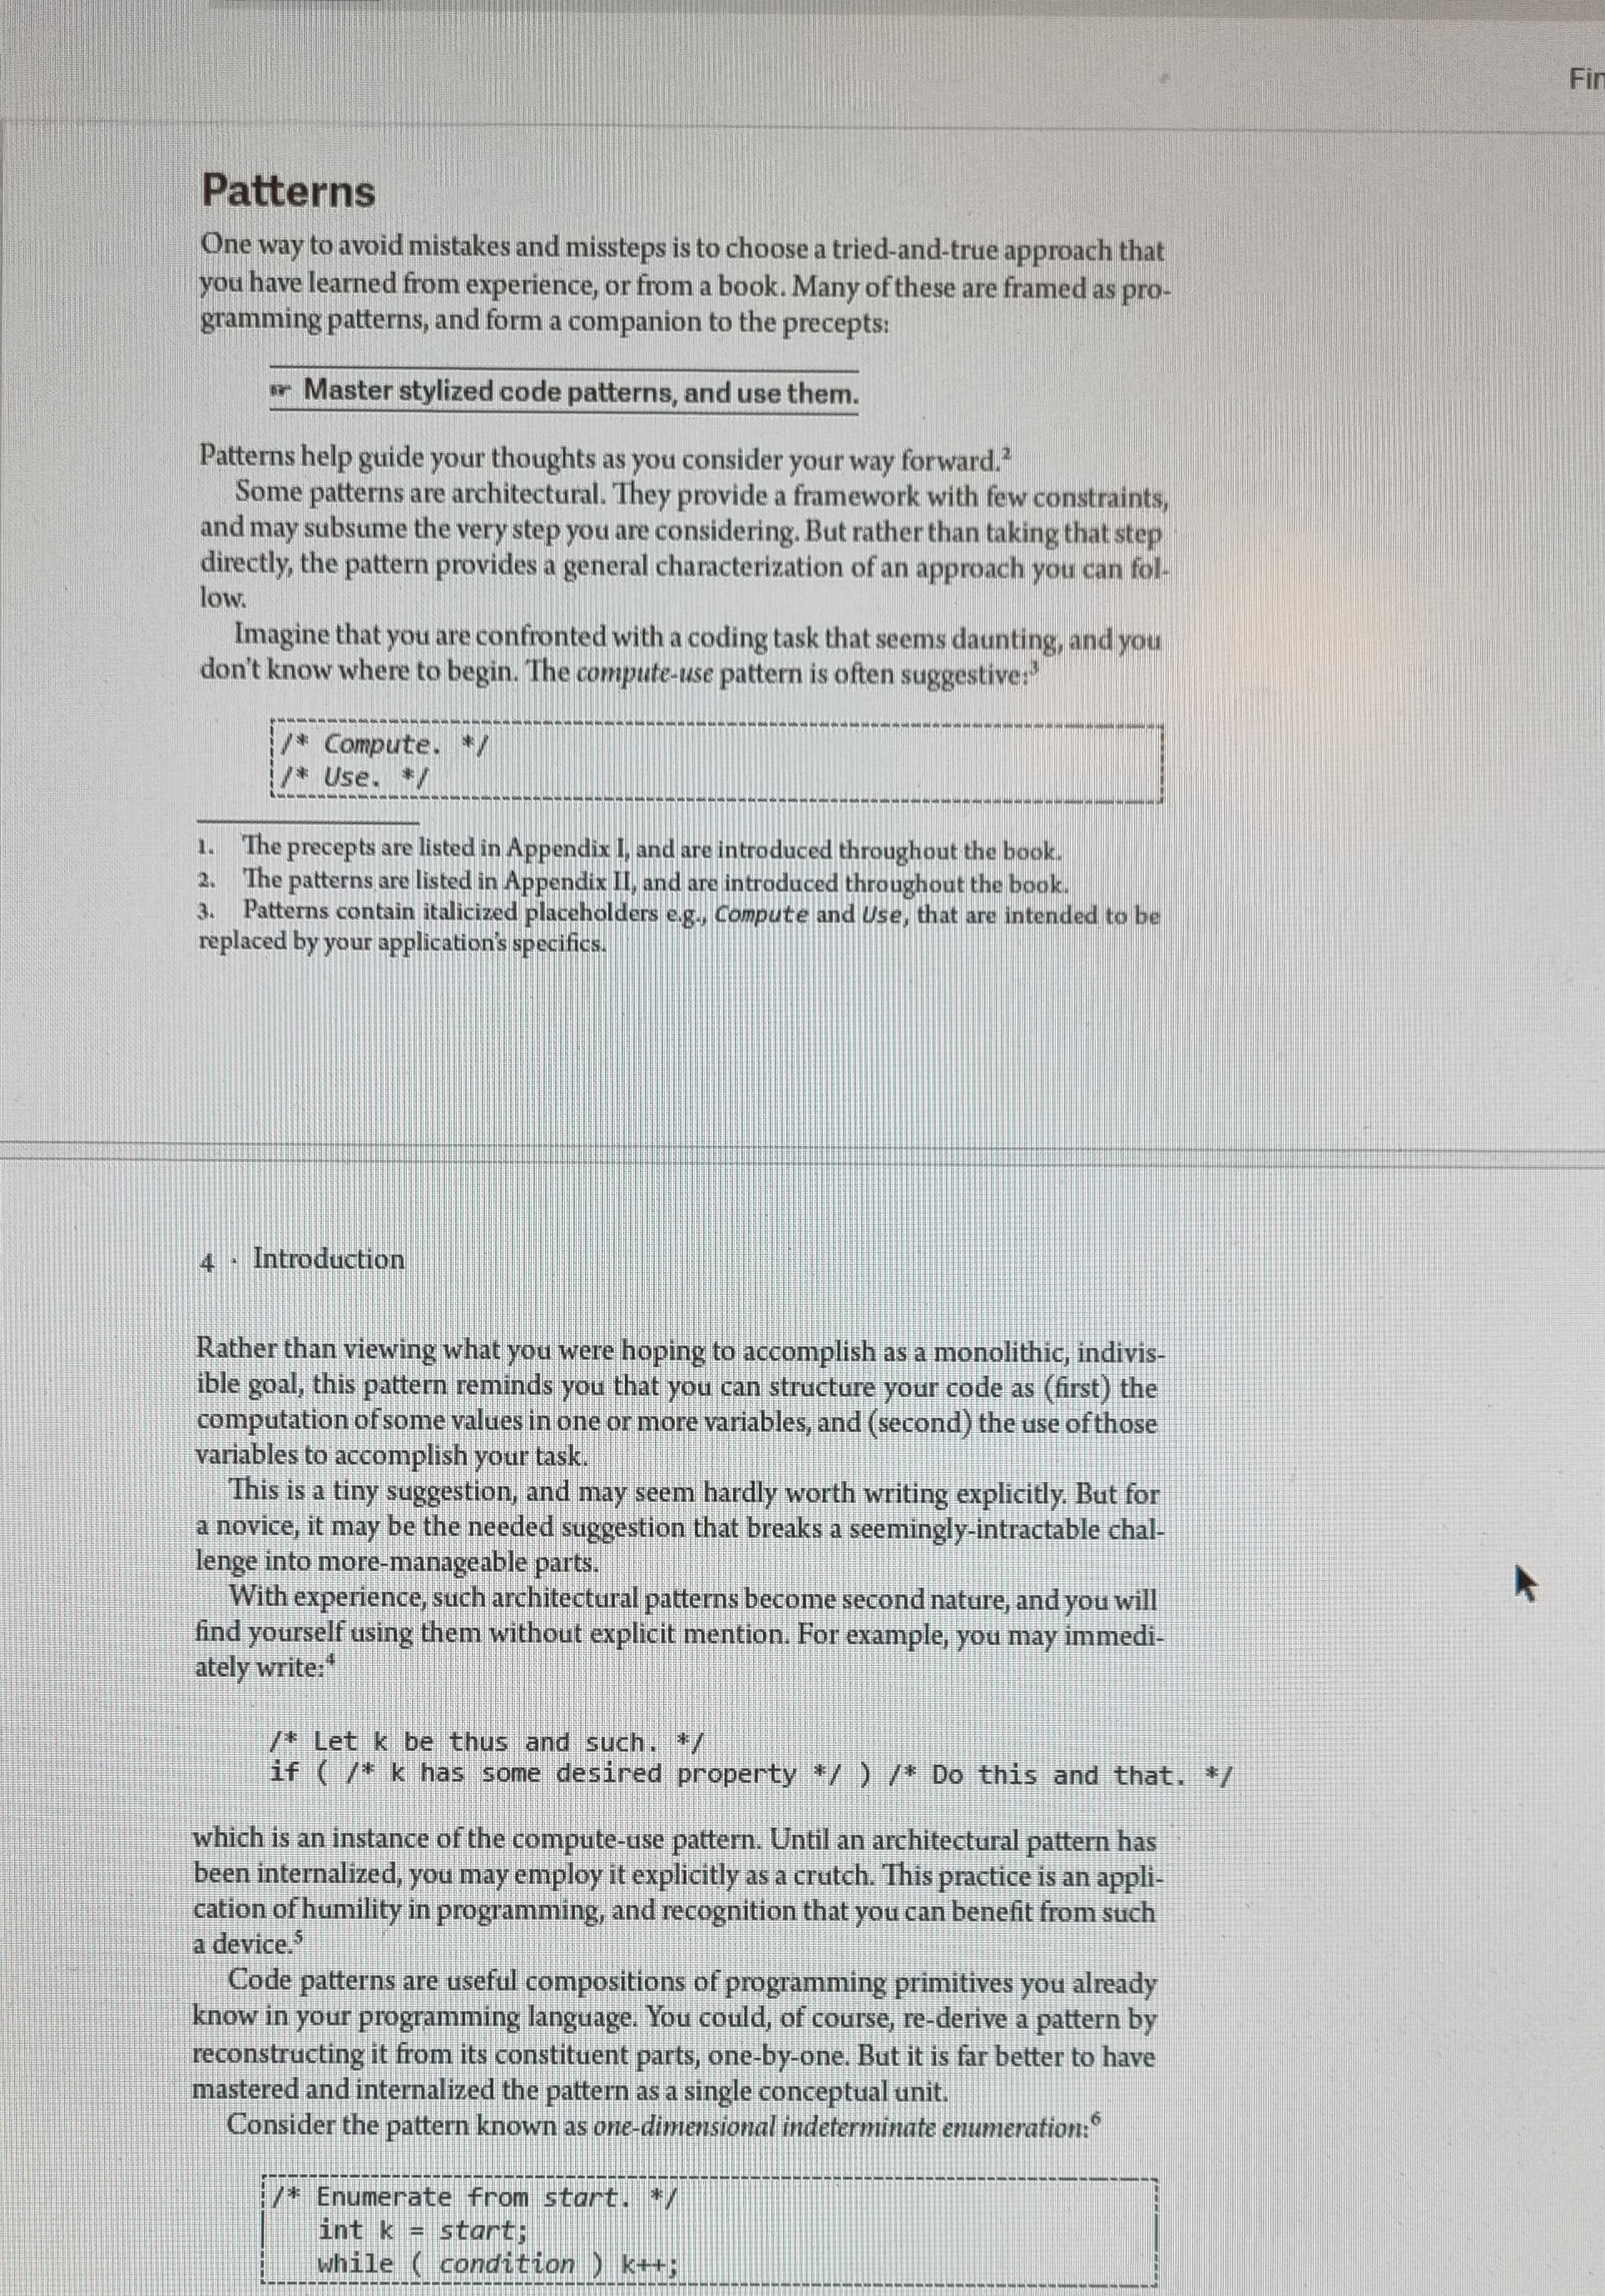 Fin
Patterns
One way to avoid mistakes and missteps is to choose a tried-and-true approach that
you have learned from experience, or from a book. Many of these are framed as pro-
gramming patterns, and form a companion to the precepts:
☞ Master stylized code patterns, and use them.
Patterns help guide your thoughts as you consider your way forward.²
Some patterns are architectural. They provide a framework with few constraints,
and may subsume the very step you are considering. But rather than taking that step
directly, the pattern provides a general characterization of an approach you can fol-
low.
Imagine that you are confronted with a coding task that seems daunting, and you
don't know where to begin. The compute-use pattern is often suggestive:³
/* Compute. */
/* Use. */
1. The precepts are listed in Appendix I, and are introduced throughout the book.
2. The patterns are listed in Appendix II, and are introduced throughout the book.
3. Patterns contain italicized placeholders e.g., Compute and Use, that are intended to be
replaced by your application's specifics.
4 · Introduction
Rather than viewing what you were hoping to accomplish as a monolithic, indivis-
ible goal, this pattern reminds you that you can structure your code as (first) the
computation of some values in one or more variables, and (second) the use of those
variables to accomplish your task.
This is a tiny suggestion, and may seem hardly worth writing explicitly. But for
a novice, it may be the needed suggestion that breaks a seemingly-intractable chal-
lenge into more-manageable parts.
With experience, such architectural patterns become second nature, and you will
find yourself using them without explicit mention. For example, you may immedi-
ately write:⁴
/* Let k be thus and such. */
if ( /* k has some desired property */ ) /* Do this and that. */
which is an instance of the compute-use pattern. Until an architectural pattern has
been internalized, you may employ it explicitly as a crutch. This practice is an appli-
cation of humility in programming, and recognition that you can benefit from such
a device.⁵
Code patterns are useful compositions of programming primitives you already
know in your programming language. You could, of course, re-derive a pattern by
reconstructing it from its constituent parts, one-by-one. But it is far better to have
mastered and internalized the pattern as a single conceptual unit.
Consider the pattern known as one-dimensional indeterminate enumeration:⁶
/* Enumerate from start. */
int k = start;
while ( condition ) k++;